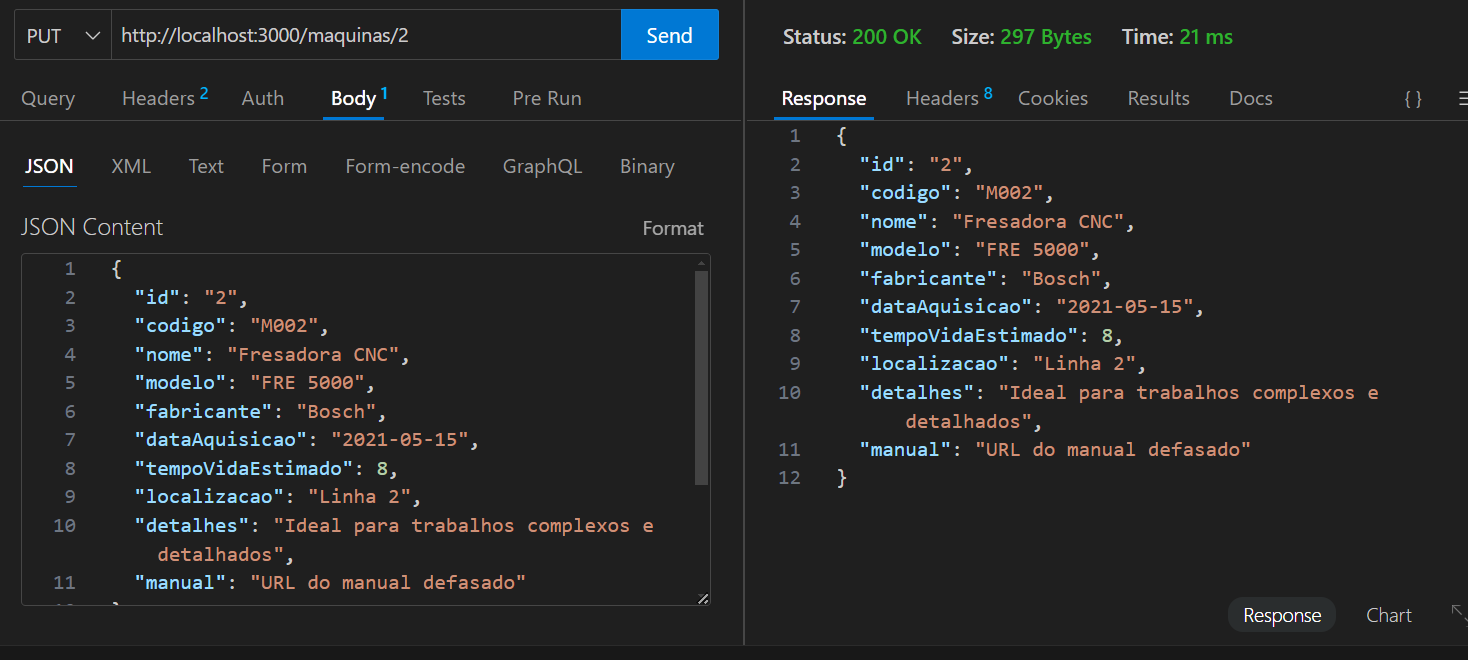 PUT http://localhost:3000/maquinas/2 Send
Query Headers 2 Auth Body 1 Tests Pre Run
JSON XML Text Form Form-encode GraphQL Binary
JSON Content Format
1 {
2 "id": "2",
3 "codigo": "M002",
4 "nome": "Fresadora CNC",
5 "modelo": "FRE 5000",
6 "fabricante": "Bosch",
7 "dataAquisicao": "2021-05-15",
8 "tempoVidaEstimado": 8,
9 "localizacao": "Linha 2",
10 "detalhes": "Ideal para trabalhos complexos e
detalhados",
11 "manual": "URL do manual defasado"
Status: 200 OK Size: 297 Bytes Time: 21 ms
Response Headers 8 Cookies Results Docs { }
1 {
2 "id": "2",
3 "codigo": "M002",
4 "nome": "Fresadora CNC",
5 "modelo": "FRE 5000",
6 "fabricante": "Bosch",
7 "dataAquisicao": "2021-05-15",
8 "tempoVidaEstimado": 8,
9 "localizacao": "Linha 2",
10 "detalhes": "Ideal para trabalhos complexos e
detalhados",
11 "manual": "URL do manual defasado"
12 }
Response Chart